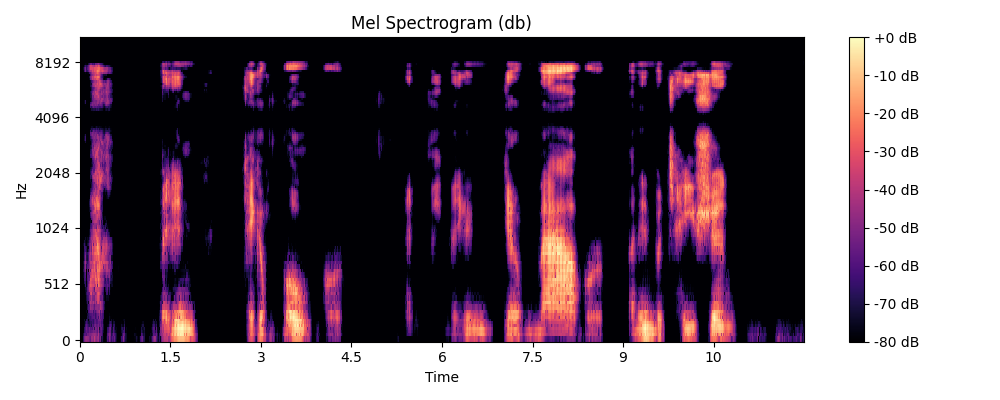 Mel Spectrogram (db)
Hz
8192
4096
2048
1024
512
0
0 1.5 3 4.5 6 7.5 9 10
Time
+0 dB
-10 dB
-20 dB
-30 dB
-40 dB
-50 dB
-60 dB
-70 dB
-80 dB